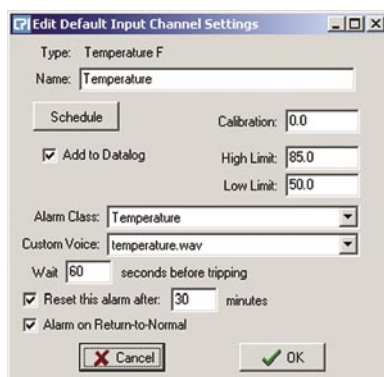 CPI Edit Default Input Channel Settings
Type: Temperature F
Name: Temperature
Schedule
Calibration: 0.0
Add to Datalog
High Limit: 85.0
Low Limit: 50.0
Alarm Class: Temperature
Custom Voice: temperature.wav
Wait 60 seconds before tripping
Reset this alarm after: 30 minutes
Alarm on Return-to-Normal
Cancel
OK